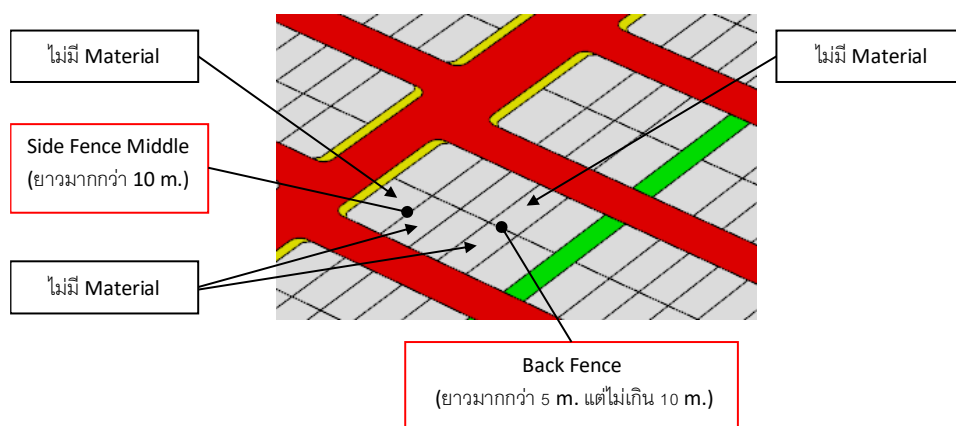 ไม่มี Material
ไม่มี Material
Side Fence Middle
(ยาวมากกว่า 10 m.)
ไม่มี Material
Back Fence
(ยาวมากกว่า 5 m. แต่ไม่เกิน 10 m.)